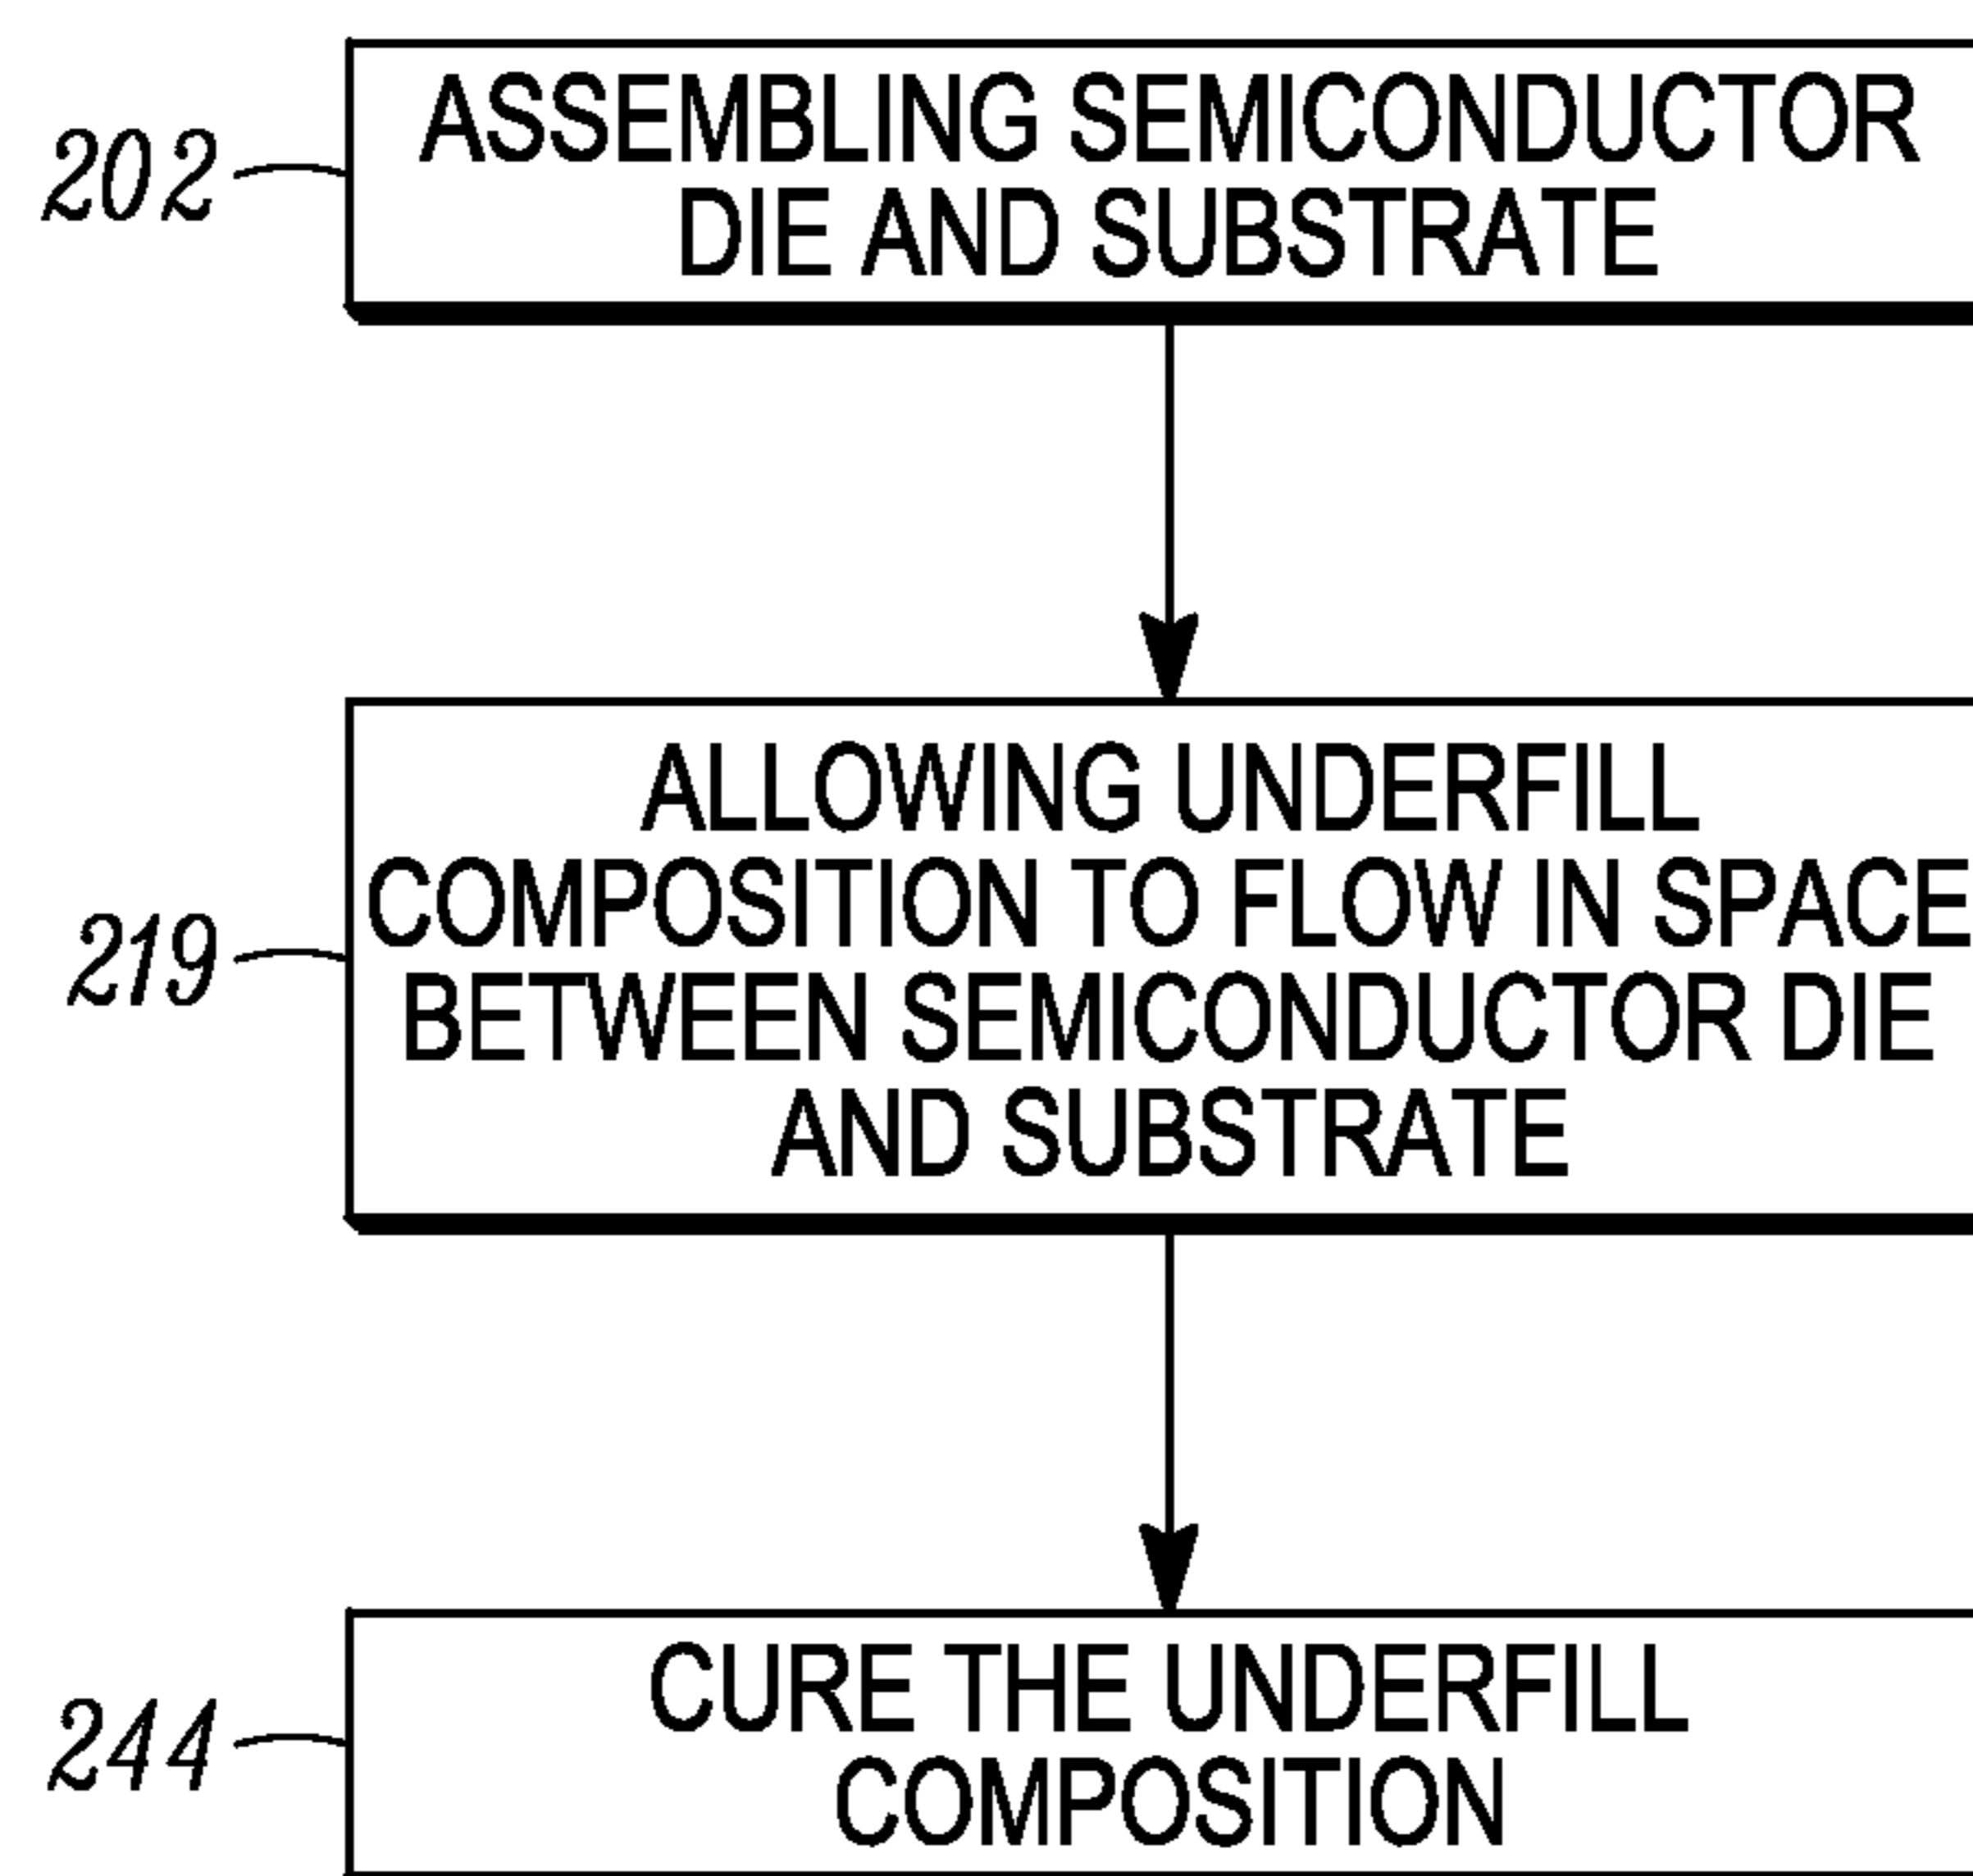 202
ASSEMBLING SEMICONDUCTOR
DIE AND SUBSTRATE
219
ALLOWING UNDERFILL
COMPOSITION TO FLOW IN SPACE
BETWEEN SEMICONDUCTOR DIE
AND SUBSTRATE
244
CURE THE UNDERFILL
COMPOSITION